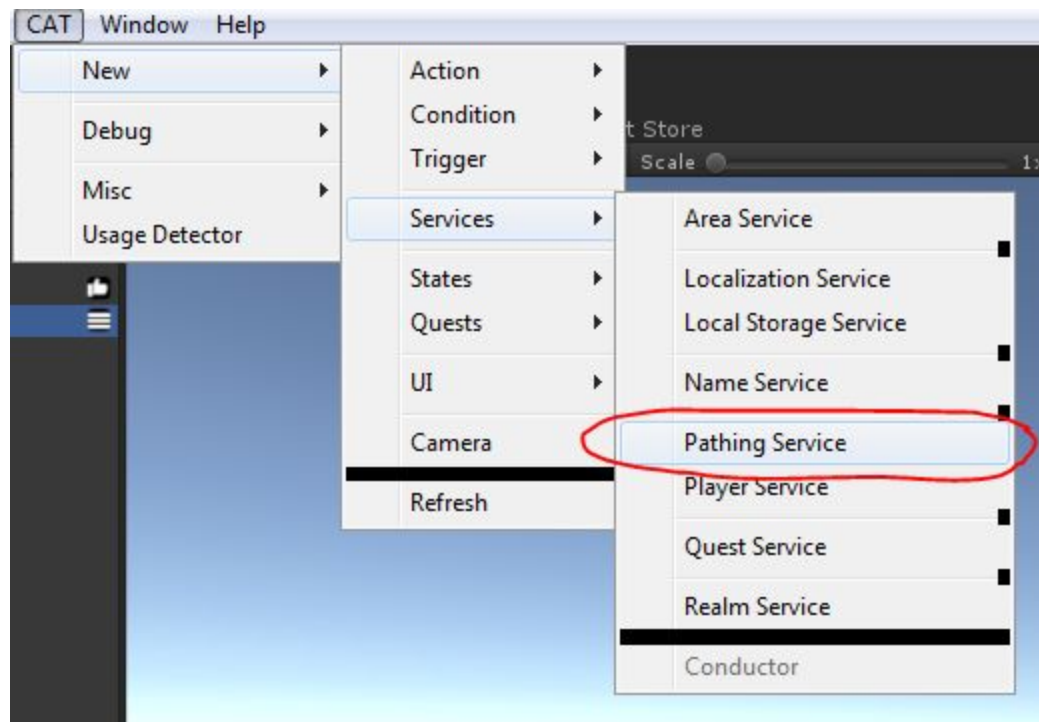 CAT Window Help
New
Debug
Misc
Usage Detector
Action
Condition
Trigger
Services
States
Quests
UI
Camera
Refresh
t Store
Scale 1x
Area Service
Localization Service
Local Storage Service
Name Service
Pathing Service
Player Service
Quest Service
Realm Service
Conductor